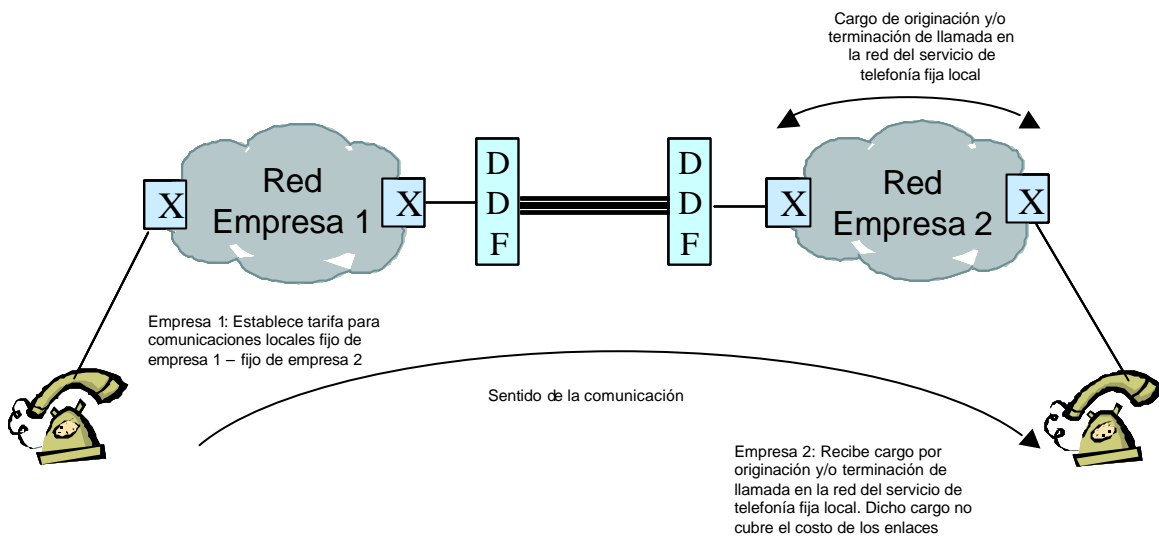 Cargo de originación y/o
terminación de llamada en
la red del servicio de
telefonía fija local
Red
Empresa 1
X
X
D
D
F
D
D
F
X
Red
Empresa 2
X
Empresa 1: Establece tarifa para
comunicaciones locales fijo de
empresa 1 – fijo de empresa 2
Sentido de la comunicación
Empresa 2: Recibe cargo por
originación y/o terminación de
llamada en la red del servicio de
telefonía fija local. Dicho cargo no
cubre el costo de los enlaces